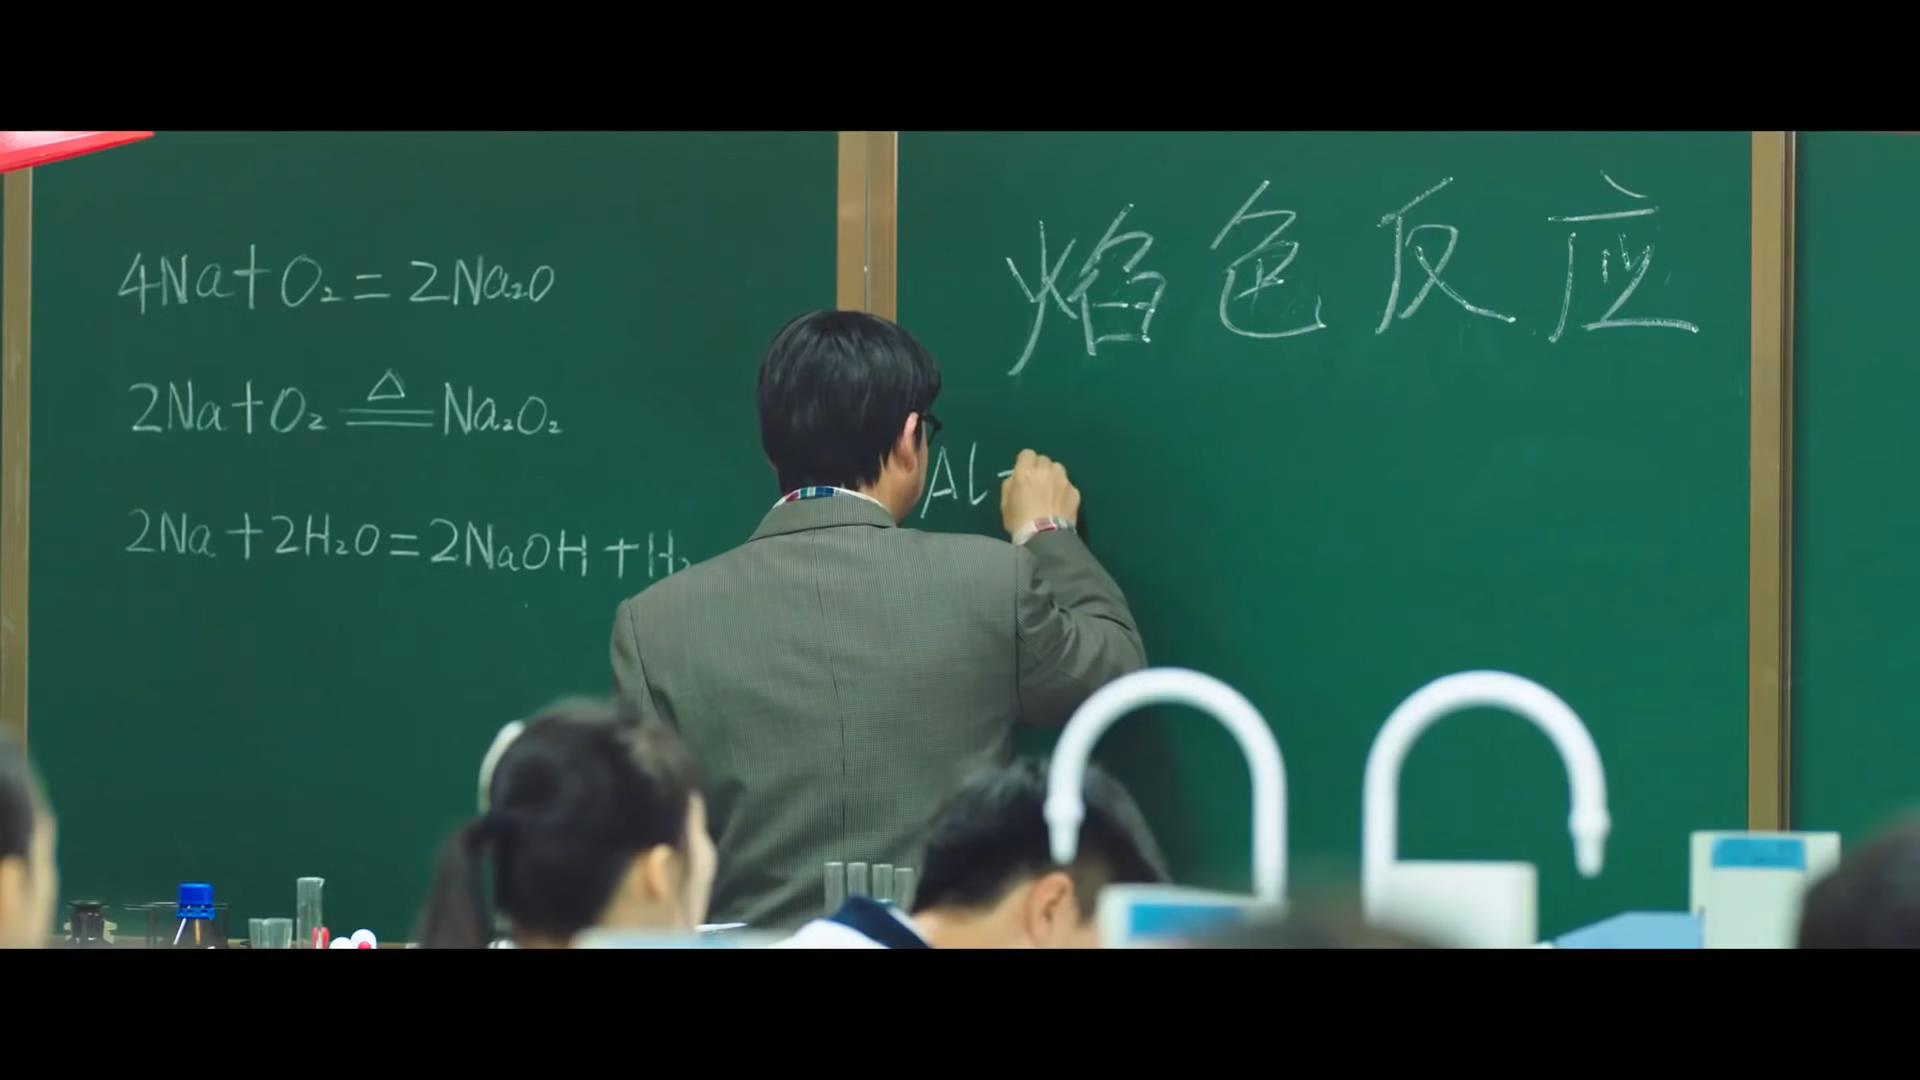 4Na+O₂=2Na₂O
2Na+O₂ ≜ Na₂O₂
2Na+2H₂O=2NaOH+H₂
焰色反应
Al